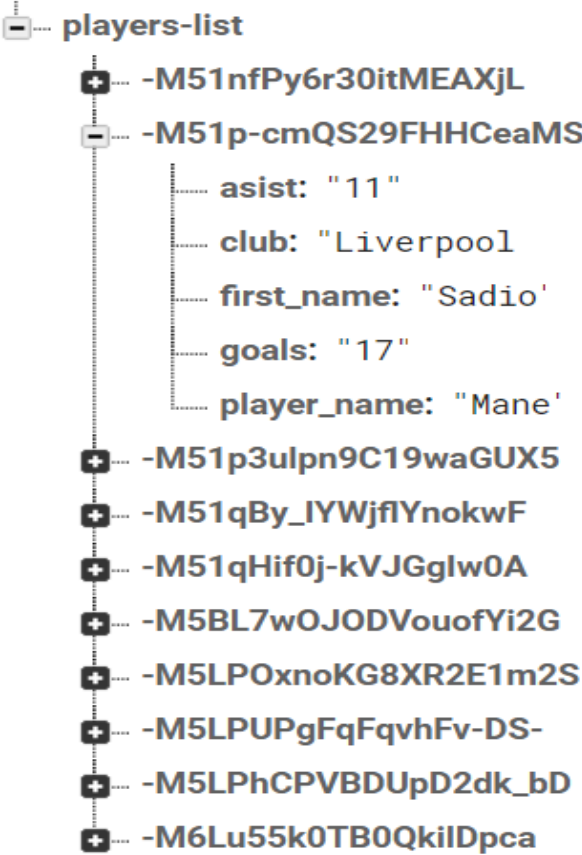 players-list
-M51nfPy6r30itMEAXjL
-M51p-cmQS29FHHCeaMS
asist: "11"
club: "Liverpool
first_name: "Sadio'
goals: "17"
player_name: "Mane'
-M51p3ulpn9C19waGUX5
-M51qBy_IYWjflYnokwF
-M51qHif0j-kVJGglw0A
-M5BL7wOJODVouofYi2G
-M5LPOxnoKG8XR2E1m2S
-M5LPUPgFqFqvhFv-DS-
-M5LPhCPVBDUpD2dk_bD
-M6Lu55k0TB0QkilDpca